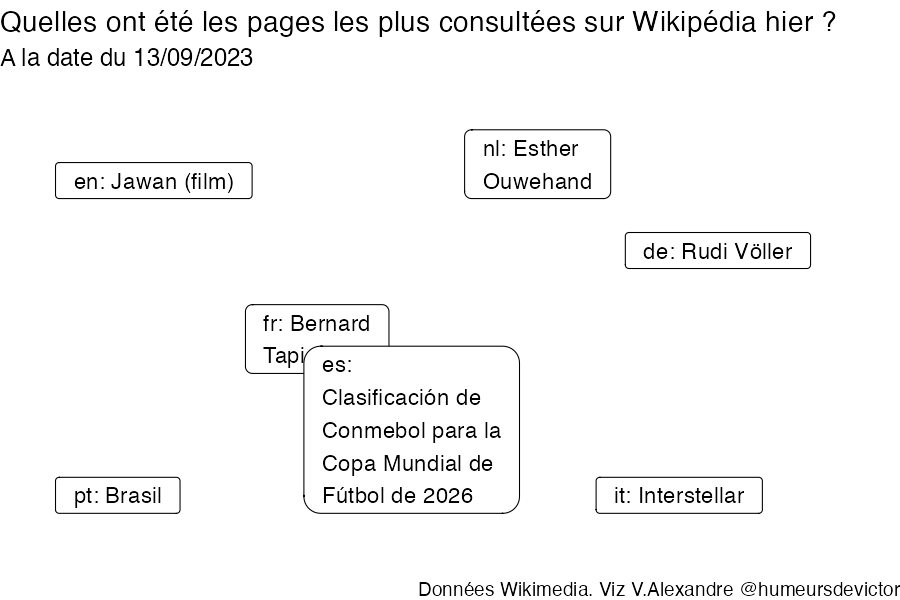 Quelles ont été les pages les plus consultées sur Wikipédia hier ?
A la date du 13/09/2023
nl: Esther
Ouwehand
en: Jawan (film)
de: Rudi Völler
fr: Bernard
es:
Clasificación de
Conmebol para la
Copa Mundial de
Fútbol de 2026
pt: Brasil
it: Interstellar
Données Wikimedia. Viz V.Alexandre @humeursdevictor